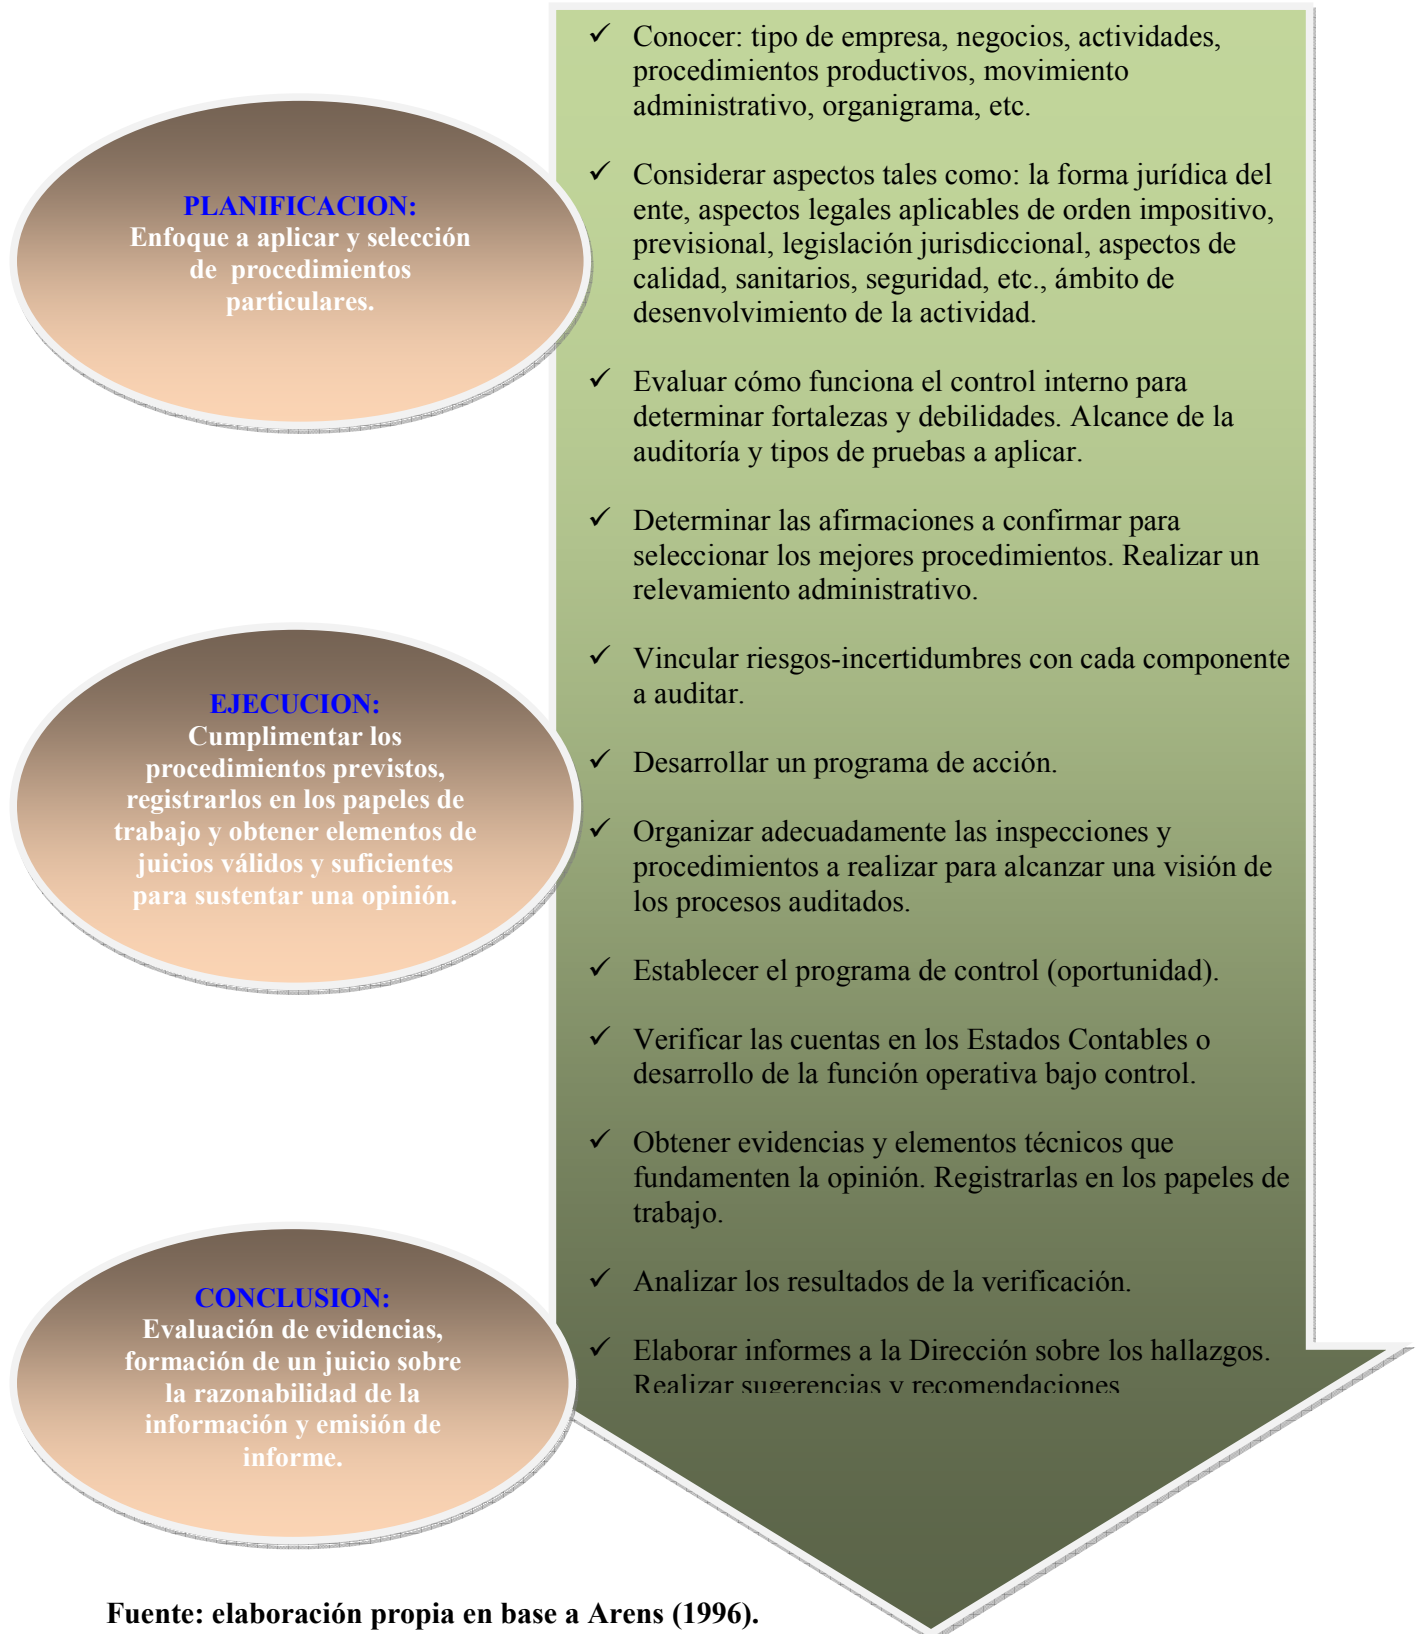 PLANIFICACION:
Enfoque a aplicar y selección
de procedimientos
particulares.
✓ Conocer: tipo de empresa, negocios, actividades,
procedimientos productivos, movimiento
administrativo, organigrama, etc.
✓ Considerar aspectos tales como: la forma jurídica del
ente, aspectos legales aplicables de orden impositivo,
previsional, legislación jurisdiccional, aspectos de
calidad, sanitarios, seguridad, etc., ámbito de
desenvolvimiento de la actividad.
✓ Evaluar cómo funciona el control interno para
determinar fortalezas y debilidades. Alcance de la
auditoría y tipos de pruebas a aplicar.
✓ Determinar las afirmaciones a confirmar para
seleccionar los mejores procedimientos. Realizar un
relevamiento administrativo.
EJECUCION:
Cumplimentar los
procedimientos previstos,
registrarlos en los papeles de
trabajo y obtener elementos de
juicios válidos y suficientes
para sustentar una opinión.
✓ Vincular riesgos-incertidumbres con cada componente
a auditar.
✓ Desarrollar un programa de acción.
✓ Organizar adecuadamente las inspecciones y
procedimientos a realizar para alcanzar una visión de
los procesos auditados.
✓ Establecer el programa de control (oportunidad).
✓ Verificar las cuentas en los Estados Contables o
desarrollo de la función operativa bajo control.
✓ Obtener evidencias y elementos técnicos que
fundamenten la opinión. Registrarlas en los papeles de
trabajo.
CONCLUSION:
Evaluación de evidencias,
formación de un juicio sobre
la razonabilidad de la
información y emisión de
informe.
✓ Analizar los resultados de la verificación.
✓ Elaborar informes a la Dirección sobre los hallazgos.
Realizar sugerencias y recomendaciones
Fuente: elaboración propia en base a Arens (1996).